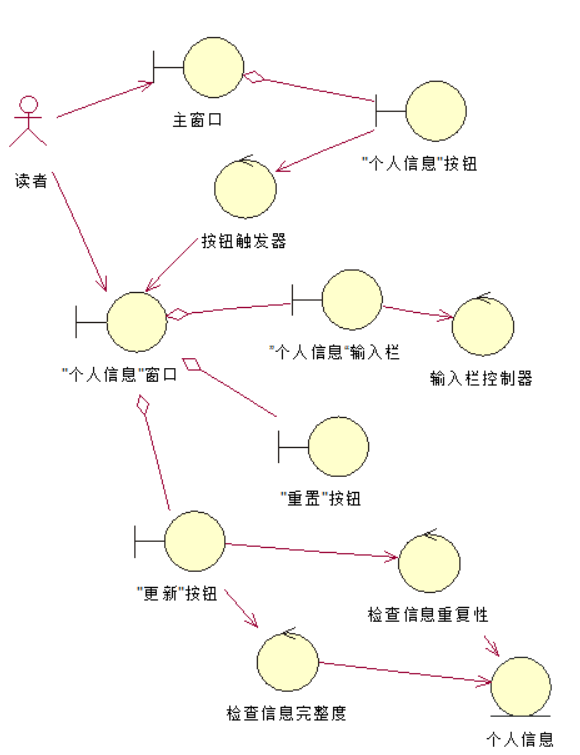 主窗口
"个人信息"按钮
读者
按钮触发器
"个人信息"输入栏
"个人信息"窗口
输入栏控制器
"重置"按钮
"更新"按钮
检查信息重复性
检查信息完整度
个人信息